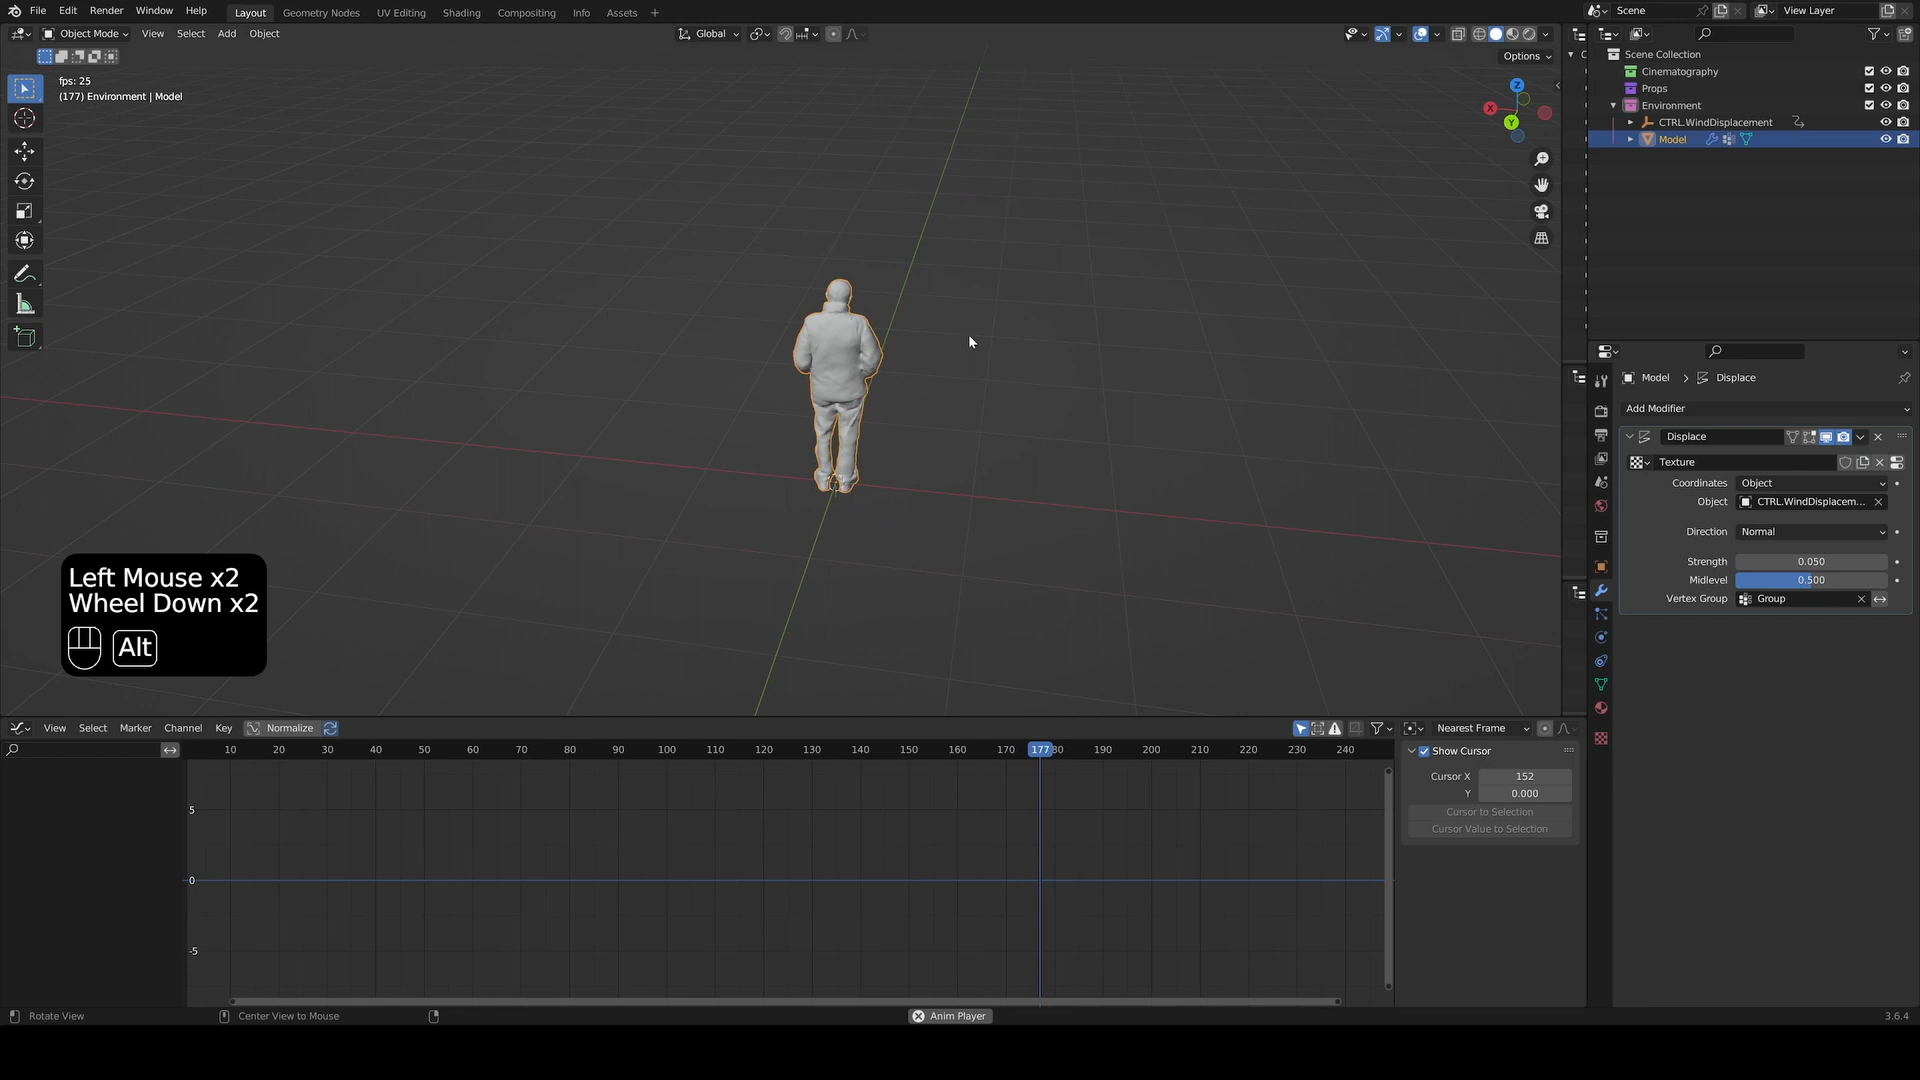 File Edit Render Window Help Layout Geometry Nodes UV Editing Shading Compositing Info Assets + Scene View Layer
Object Mode View Select Add Object Global
Options
fps: 25
(177) Environment | Model
Z
X
Y
Scene Collection
Cinematography
Props
Environment
CTRL.WindDisplacement
Model
Model > Displace
Add Modifier
Displace
Texture
Coordinates Object
Object CTRL.WindDisplacem...
Direction Normal
Strength 0.050
Midlevel 0.500
Vertex Group Group
Left Mouse x2
Wheel Down x2
Alt
View Select Marker Channel Key Normalize Nearest Frame
10 20 30 40 50 60 70 80 90 100 110 120 130 140 150 160 170 177 80 190 200 210 220 230 240
5
0
-5
Show Cursor
Cursor X 152
Y 0.000
Cursor to Selection
Cursor Value to Selection
Rotate View Center View to Mouse Anim Player 3.6.4